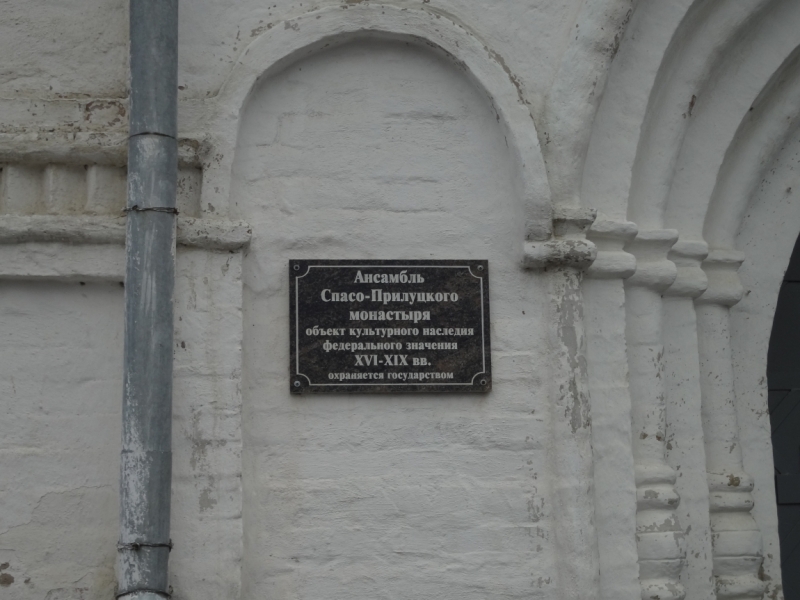 Ансамбль
Спасо-Прилуцкого
монастыря
объект культурного наследия
федерального значения
XVI-XIX вв.
охраняется государством